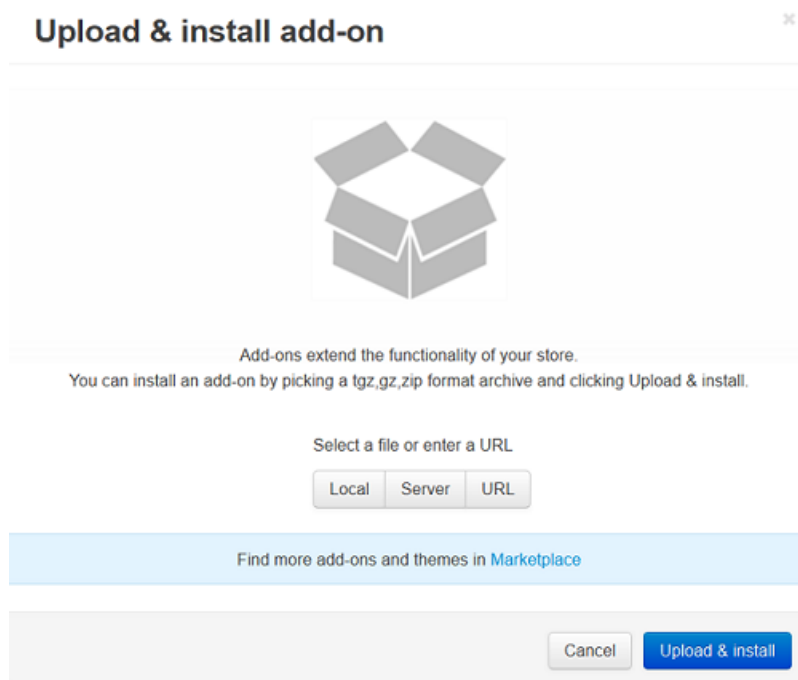 Upload & install add-on
Add-ons extend the functionality of your store.
You can install an add-on by picking a tgz,gz,zip format archive and clicking Upload & install.
Select a file or enter a URL
Local Server URL
Find more add-ons and themes in Marketplace
Cancel Upload & install